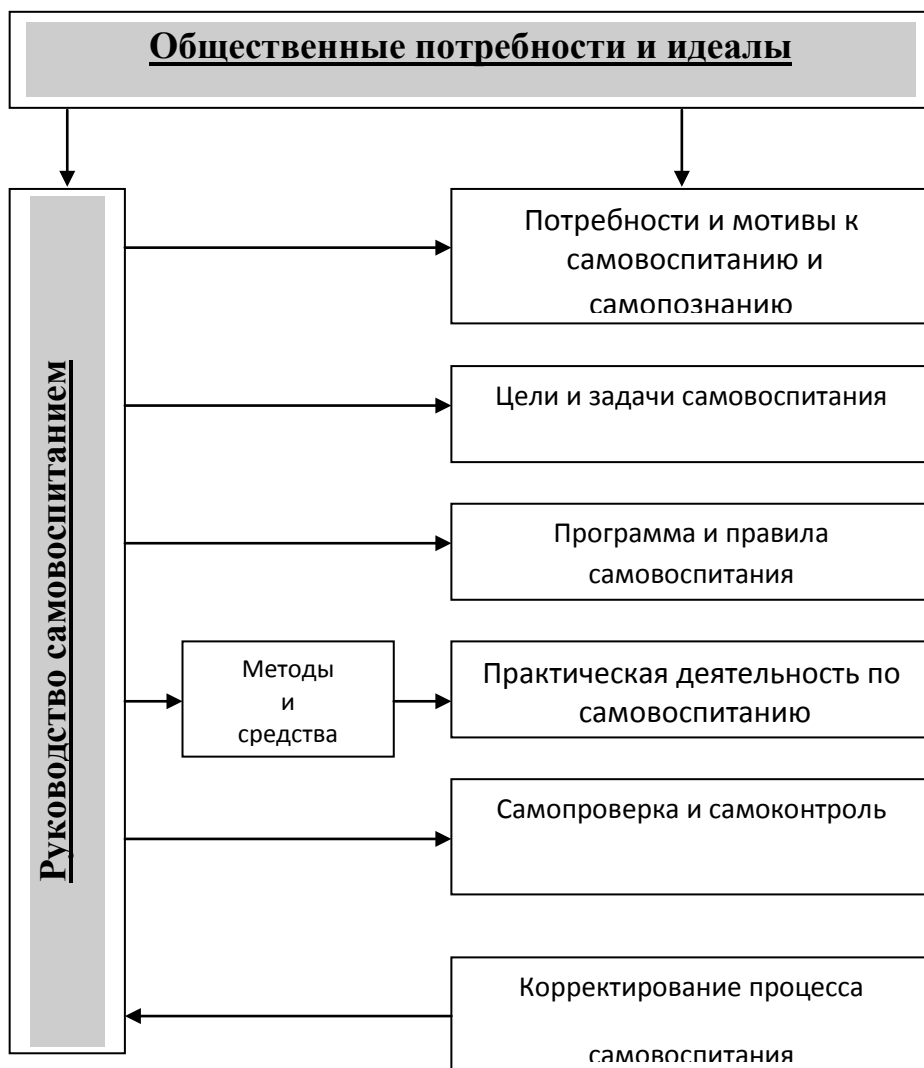 Общественные потребности и идеалы
Руководство самовоспитанием
Потребности и мотивы к
самовоспитанию и
самопознанию
Цели и задачи самовоспитания
Программа и правила
самовоспитания
Методы
и
средства
Практическая деятельность по
самовоспитанию
Самопроверка и самоконтроль
Корректирование процесса
самовоспитания